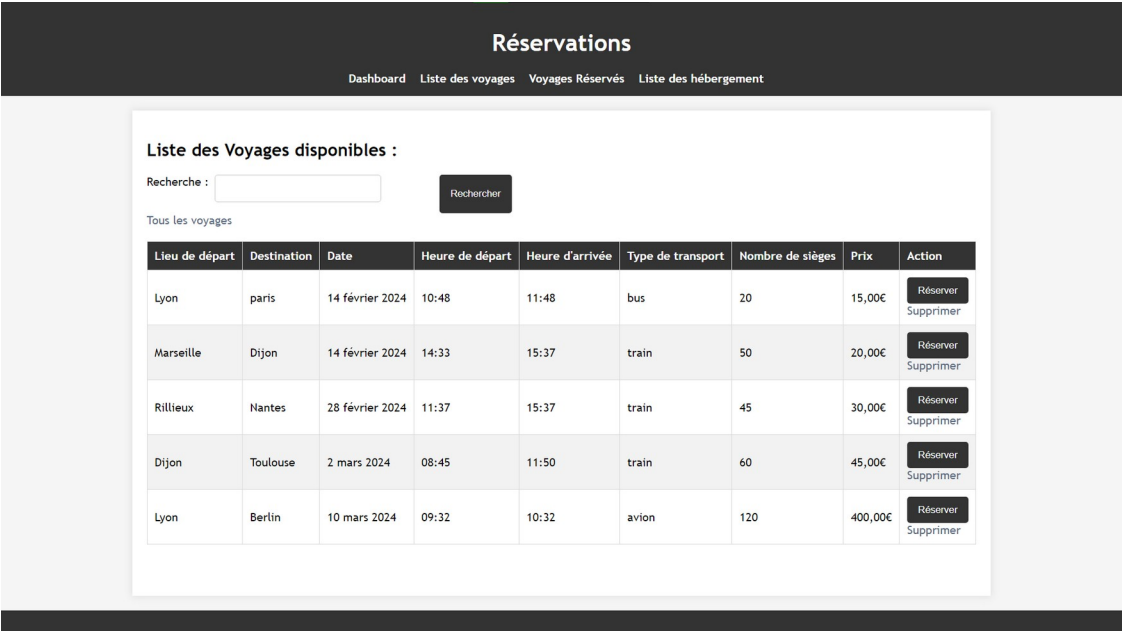 Réservations
Dashboard Liste des voyages Voyages Réservés Liste des hébergement
Liste des Voyages disponibles :
Recherche : Rechercher
Tous les voyages
Lieu de départ Destination Date Heure de départ Heure d'arrivée Type de transport Nombre de sièges Prix Action
Lyon paris 14 février 2024 10:48 11:48 bus 20 15,00€ Réserver
Supprimer
Marseille Dijon 14 février 2024 14:33 15:37 train 50 20,00€ Réserver
Supprimer
Rillieux Nantes 28 février 2024 11:37 15:37 train 45 30,00€ Réserver
Supprimer
Dijon Toulouse 2 mars 2024 08:45 11:50 train 60 45,00€ Réserver
Supprimer
Lyon Berlin 10 mars 2024 09:32 10:32 avion 120 400,00€ Réserver
Supprimer